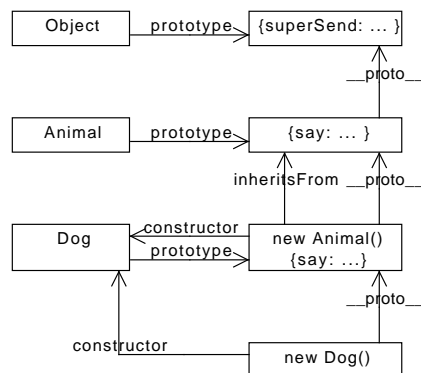 Object
prototype
{superSend: ... }
__proto__
Animal
prototype
{say: ... }
inheritsFrom
__proto__
Dog
constructor
prototype
new Animal()
{say: ...}
__proto__
constructor
new Dog()